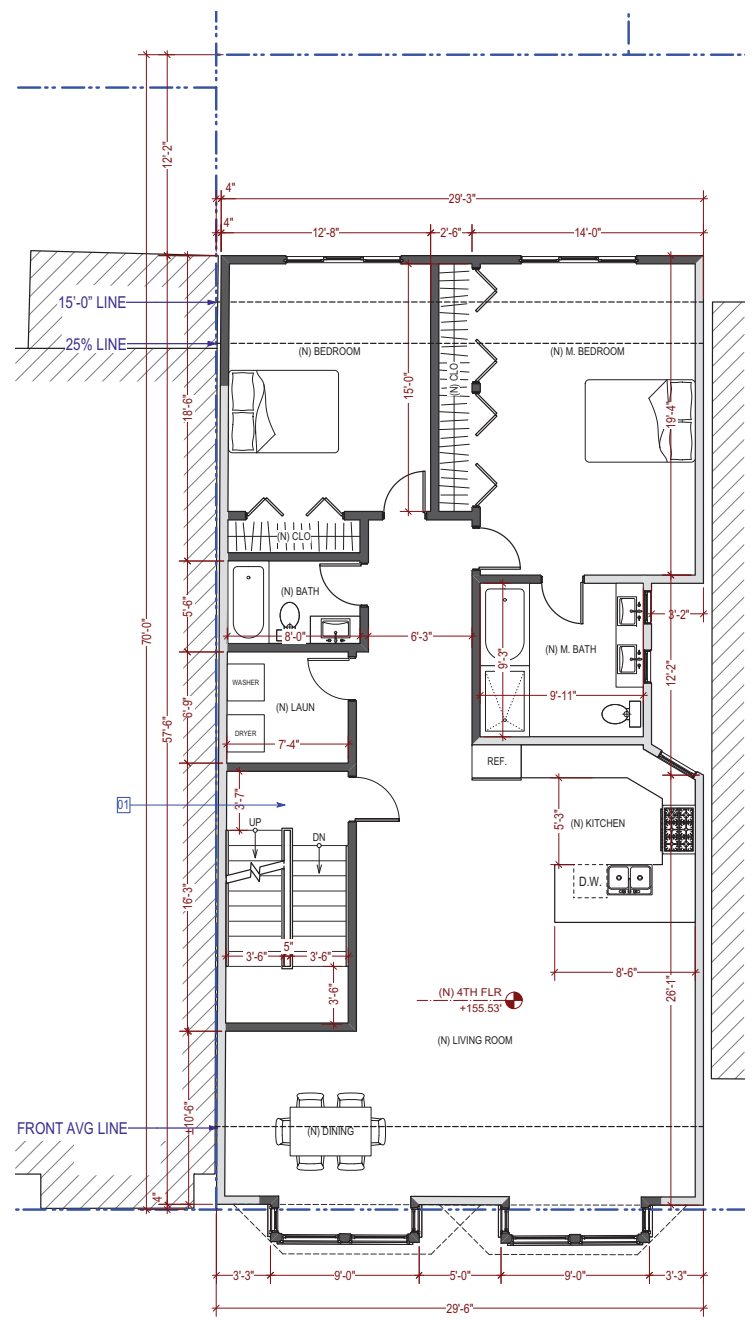 12'-2"
4"
29'-3"
4"
12'-8"
2'-6"
14'-0"
15'-0" LINE
25% LINE
(N) BEDROOM
(N) M. BEDROOM
(N) CLO
15'-0"
19'-4"
18'-6"
(N) CLO
70'-0"
57'-6"
5'-6"
(N) BATH
8'-0"
6'-3"
3'-2"
9'-3"
(N) M. BATH
9'-11"
12'-2"
6'-9"
WASHER
(N) LAUN
DRYER
7'-4"
REF.
01
3'-7"
UP
DN
5'-3"
(N) KITCHEN
D.W.
16'-3"
5"
3'-6"
3'-6"
3'-6"
8'-6"
26'-1"
(N) 4TH FLR
+155.53'
(N) LIVING ROOM
±10'-6"
FRONT AVG LINE
(N) DINING
4"
3'-3"
9'-0"
5'-0"
9'-0"
3'-3"
29'-6"